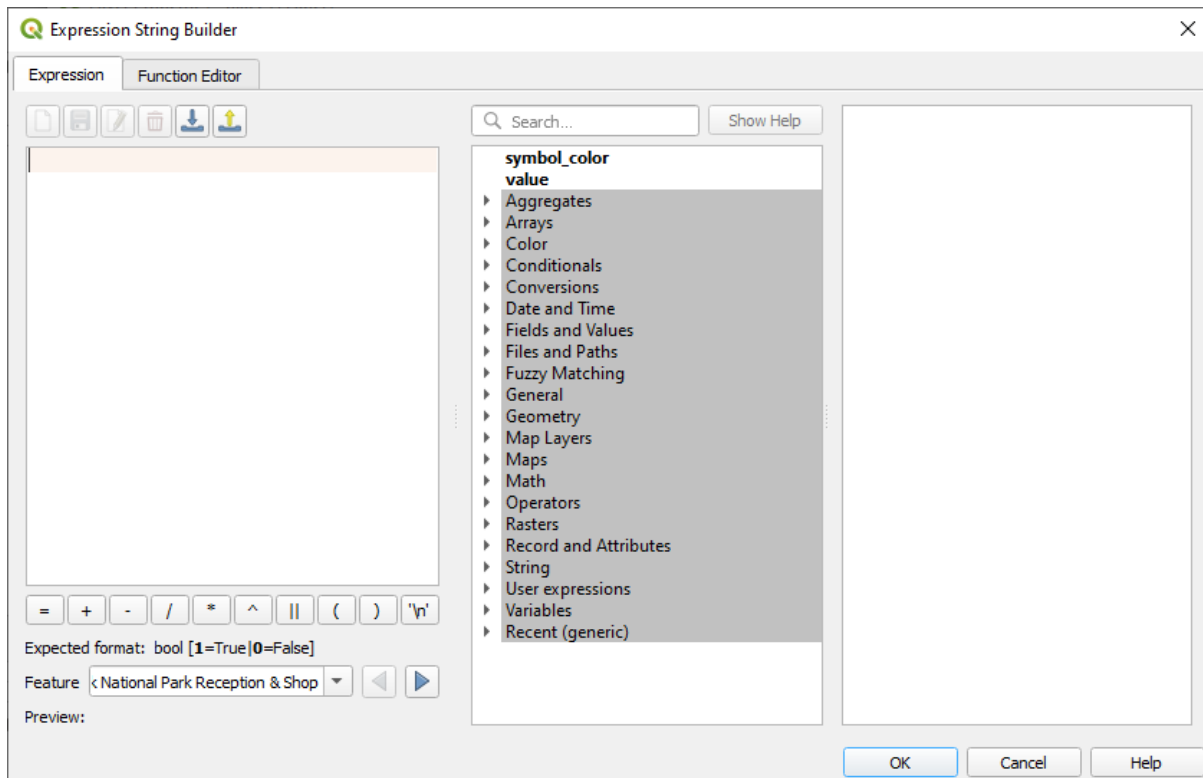 Expression String Builder
Expression
Function Editor
Search...
Show Help
symbol_color
value
Aggregates
Arrays
Color
Conditionals
Conversions
Date and Time
Fields and Values
Files and Paths
Fuzzy Matching
General
Geometry
Map Layers
Maps
Math
Operators
Rasters
Record and Attributes
String
User expressions
Variables
Recent (generic)
= + - / * ^ || ( ) '\n'
Expected format: bool [1=True|0=False]
Feature National Park Reception & Shop
Preview:
OK Cancel Help